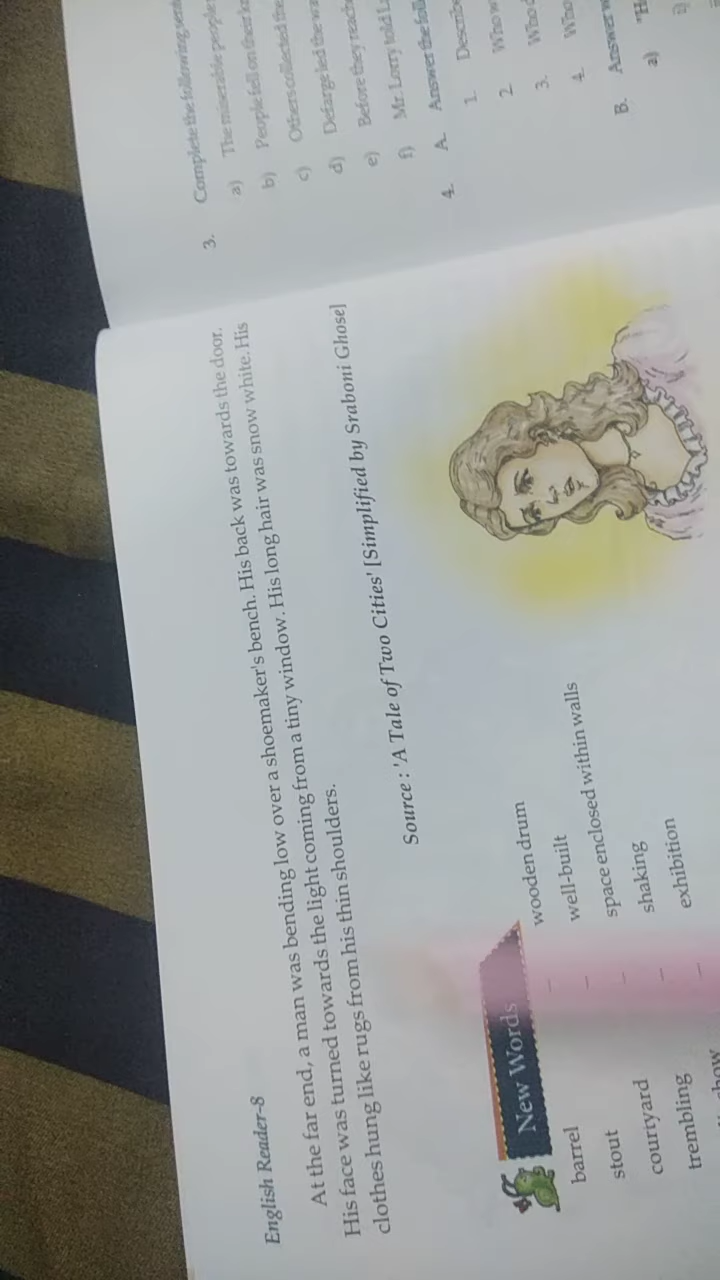 English Reader-8
At the far end, a man was bending low over a shoemaker's bench. His back was towards the door.
His face was turned towards the light coming from a tiny window. His long hair was snow white. His
clothes hung like rugs from his thin shoulders.
Source : 'A Tale of Two Cities' [Simplified by Sraboni Ghose]
New Words
barrel – wooden drum
stout – well-built
courtyard – space enclosed within walls
trembling – shaking
show – exhibition
3. Complete the following
a) The miserable people
b) People fell on their
c) Others collected the
d) Defarge led the
e) Before they
f) Mr. Lorry told
4. A. Answer the
1. Describe
2. Who
3. Who
4. Who
B. Answer
a)
i)